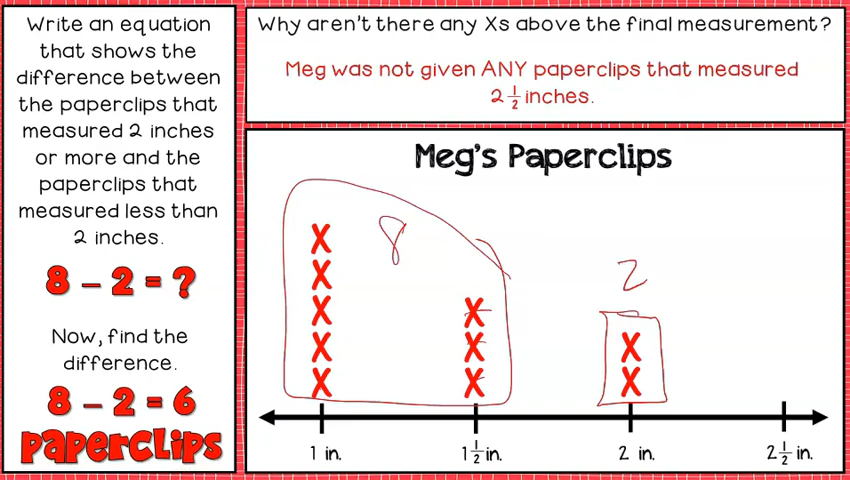 Write an equation
that shows the
difference between
the paperclips that
measured 2 inches
or more and the
paperclips that
measured less than
2 inches.
8 – 2 = ?
Now, find the
difference.
8 – 2 = 6
paperclips
Why aren't there any Xs above the final measurement?
Meg was not given ANY paperclips that measured
2 1/2 inches.
Meg's Paperclips
8
2
X
X
X X
X X X
X X X
1 in. 1 1/2 in. 2 in. 2 1/2 in.